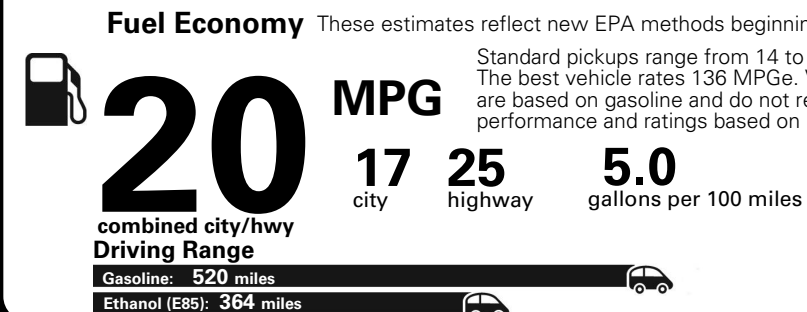 Fuel Economy These estimates reflect new EPA methods beginning
Standard pickups range from 14 to
The best vehicle rates 136 MPGe.
are based on gasoline and do not
performance and ratings based on
20 MPG
17 25 5.0
city highway gallons per 100 miles
combined city/hwy
Driving Range
Gasoline: 520 miles
Ethanol (E85): 364 miles